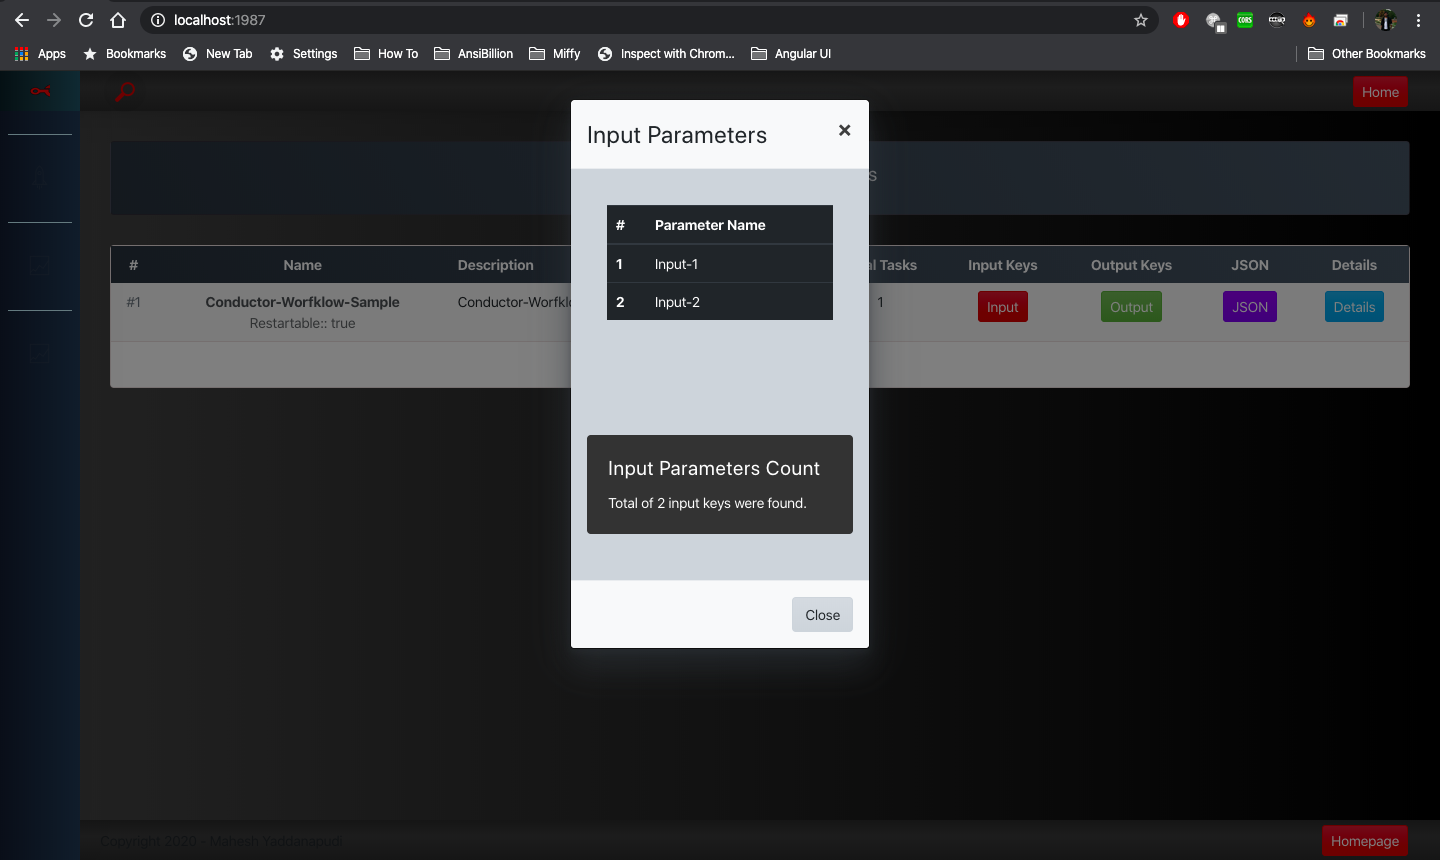 localhost:1987
Apps Bookmarks New Tab Settings How To AnsiBillion Miffy Inspect with Chrom... Angular UI Other Bookmarks
Home
Input Parameters ×
# Parameter Name
1 Input-1
2 Input-2
# Name Description Tasks Input Keys Output Keys JSON Details
#1 Conductor-Worfklow-Sample 1 Input Output JSON Details
Restartable:: true
Input Parameters Count
Total of 2 input keys were found.
Close
Copyright 2020 - Mahesh Yaddanapudi
Homepage